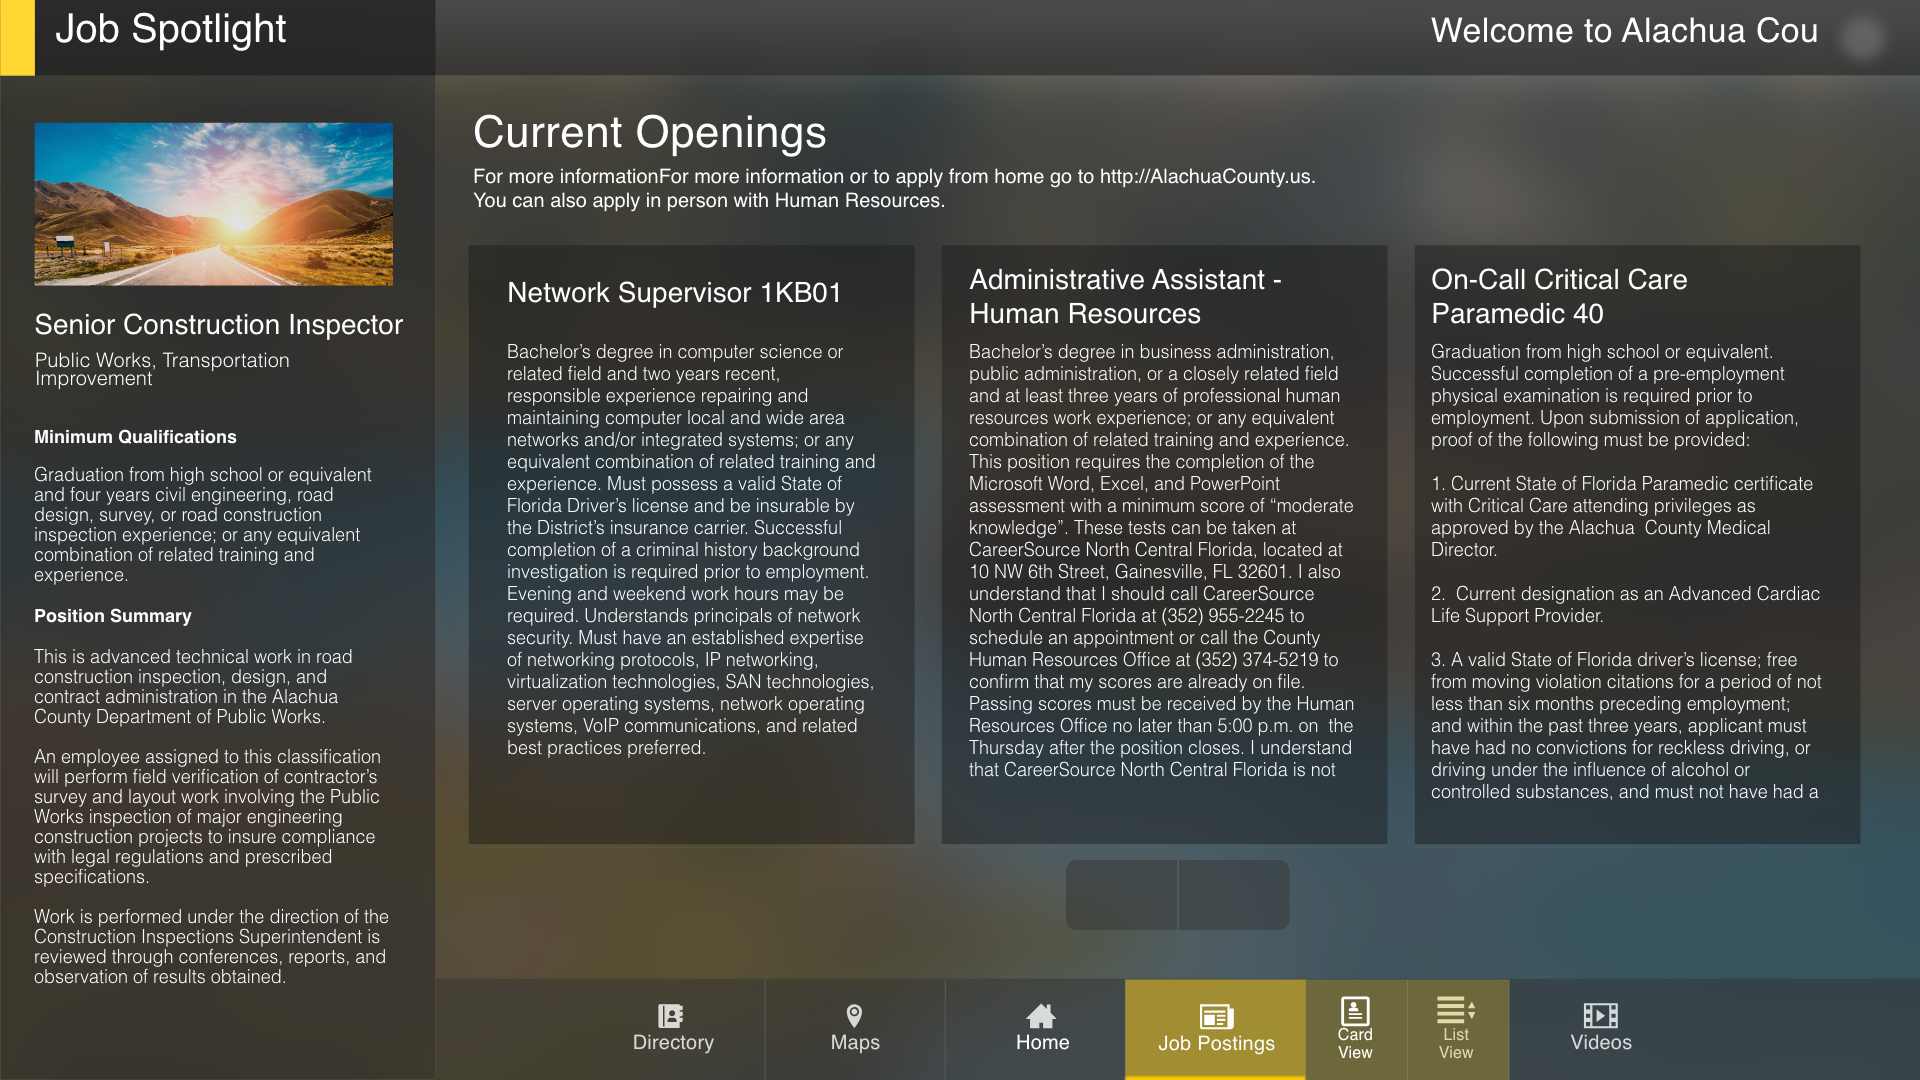 Job Spotlight
Welcome to Alachua Cou
Senior Construction Inspector
Public Works, Transportation
Improvement
Minimum Qualifications
Graduation from high school or equivalent
and four years civil engineering, road
design, survey, or road construction
inspection experience; or any equivalent
combination of related training and
experience.
Position Summary
This is advanced technical work in road
construction inspection, design, and
contract administration in the Alachua
County Department of Public Works.
An employee assigned to this classification
will perform field verification of contractor’s
survey and layout work involving the Public
Works inspection of major engineering
construction projects to insure compliance
with legal regulations and prescribed
specifications.
Work is performed under the direction of the
Construction Inspections Superintendent is
reviewed through conferences, reports, and
observation of results obtained.
Current Openings
For more informationFor more information or to apply from home go to http://AlachuaCounty.us.
You can also apply in person with Human Resources.
Network Supervisor 1KB01
Bachelor’s degree in computer science or
related field and two years recent,
responsible experience repairing and
maintaining computer local and wide area
networks and/or integrated systems; or any
equivalent combination of related training and
experience. Must possess a valid State of
Florida Driver’s license and be insurable by
the District’s insurance carrier. Successful
completion of a criminal history background
investigation is required prior to employment.
Evening and weekend work hours may be
required. Understands principals of network
security. Must have an established expertise
of networking protocols, IP networking,
virtualization technologies, SAN technologies,
server operating systems, network operating
systems, VoIP communications, and related
best practices preferred.
Administrative Assistant -
Human Resources
Bachelor’s degree in business administration,
public administration, or a closely related field
and at least three years of professional human
resources work experience; or any equivalent
combination of related training and experience.
This position requires the completion of the
Microsoft Word, Excel, and PowerPoint
assessment with a minimum score of “moderate
knowledge”. These tests can be taken at
CareerSource North Central Florida, located at
10 NW 6th Street, Gainesville, FL 32601. I also
understand that I should call CareerSource
North Central Florida at (352) 955-2245 to
schedule an appointment or call the County
Human Resources Office at (352) 374-5219 to
confirm that my scores are already on file.
Passing scores must be received by the Human
Resources Office no later than 5:00 p.m. on  the
Thursday after the position closes. I understand
that CareerSource North Central Florida is not
On-Call Critical Care
Paramedic 40
Graduation from high school or equivalent.
Successful completion of a pre-employment
physical examination is required prior to
employment. Upon submission of application,
proof of the following must be provided:
1. Current State of Florida Paramedic certificate
with Critical Care attending privileges as
approved by the Alachua  County Medical
Director.
2.  Current designation as an Advanced Cardiac
Life Support Provider.
3. A valid State of Florida driver’s license; free
from moving violation citations for a period of not
less than six months preceding employment;
and within the past three years, applicant must
have had no convictions for reckless driving, or
driving under the influence of alcohol or
controlled substances, and must not have had a
Directory
Maps
Home
Job Postings
Card
View
List
View
Videos